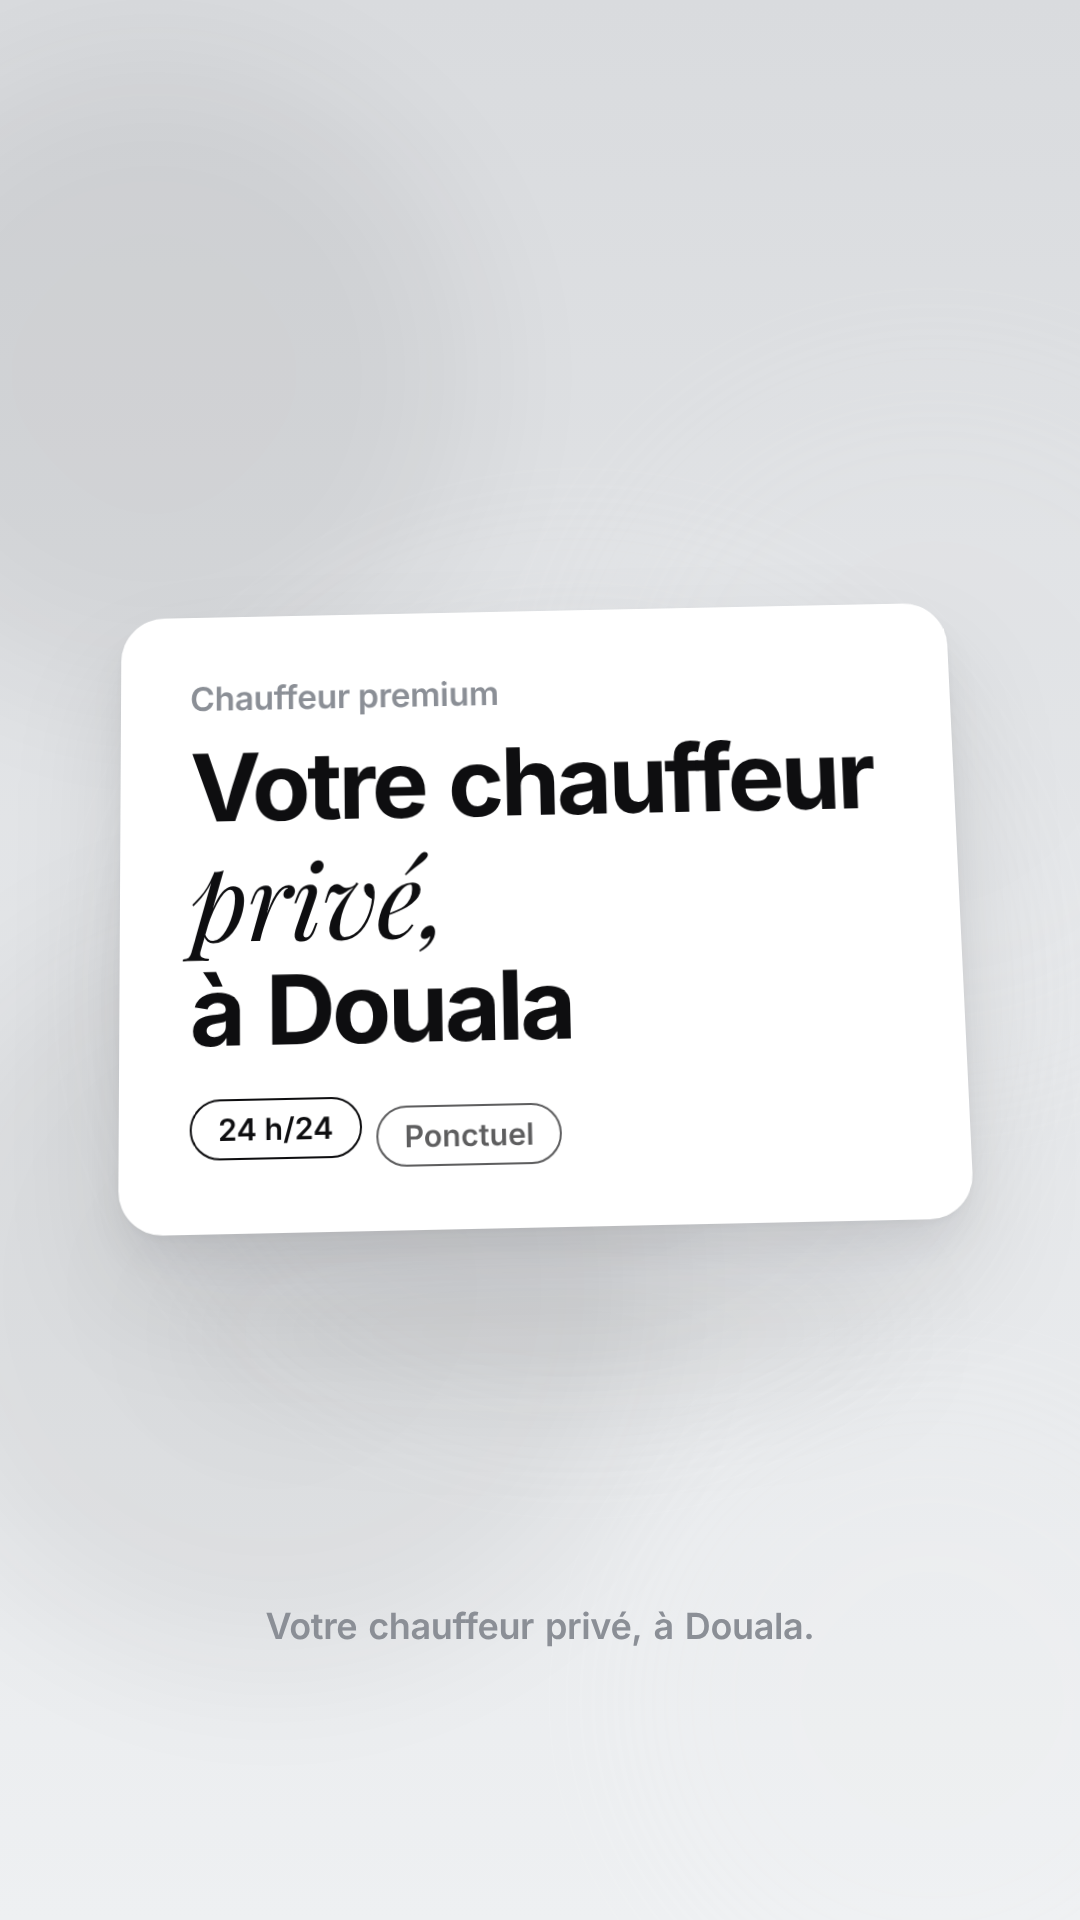 Chauffeur premium
Votre chauffeur
privé,
à Douala
24 h/24 Ponctuel
Votre chauffeur privé, à Douala.